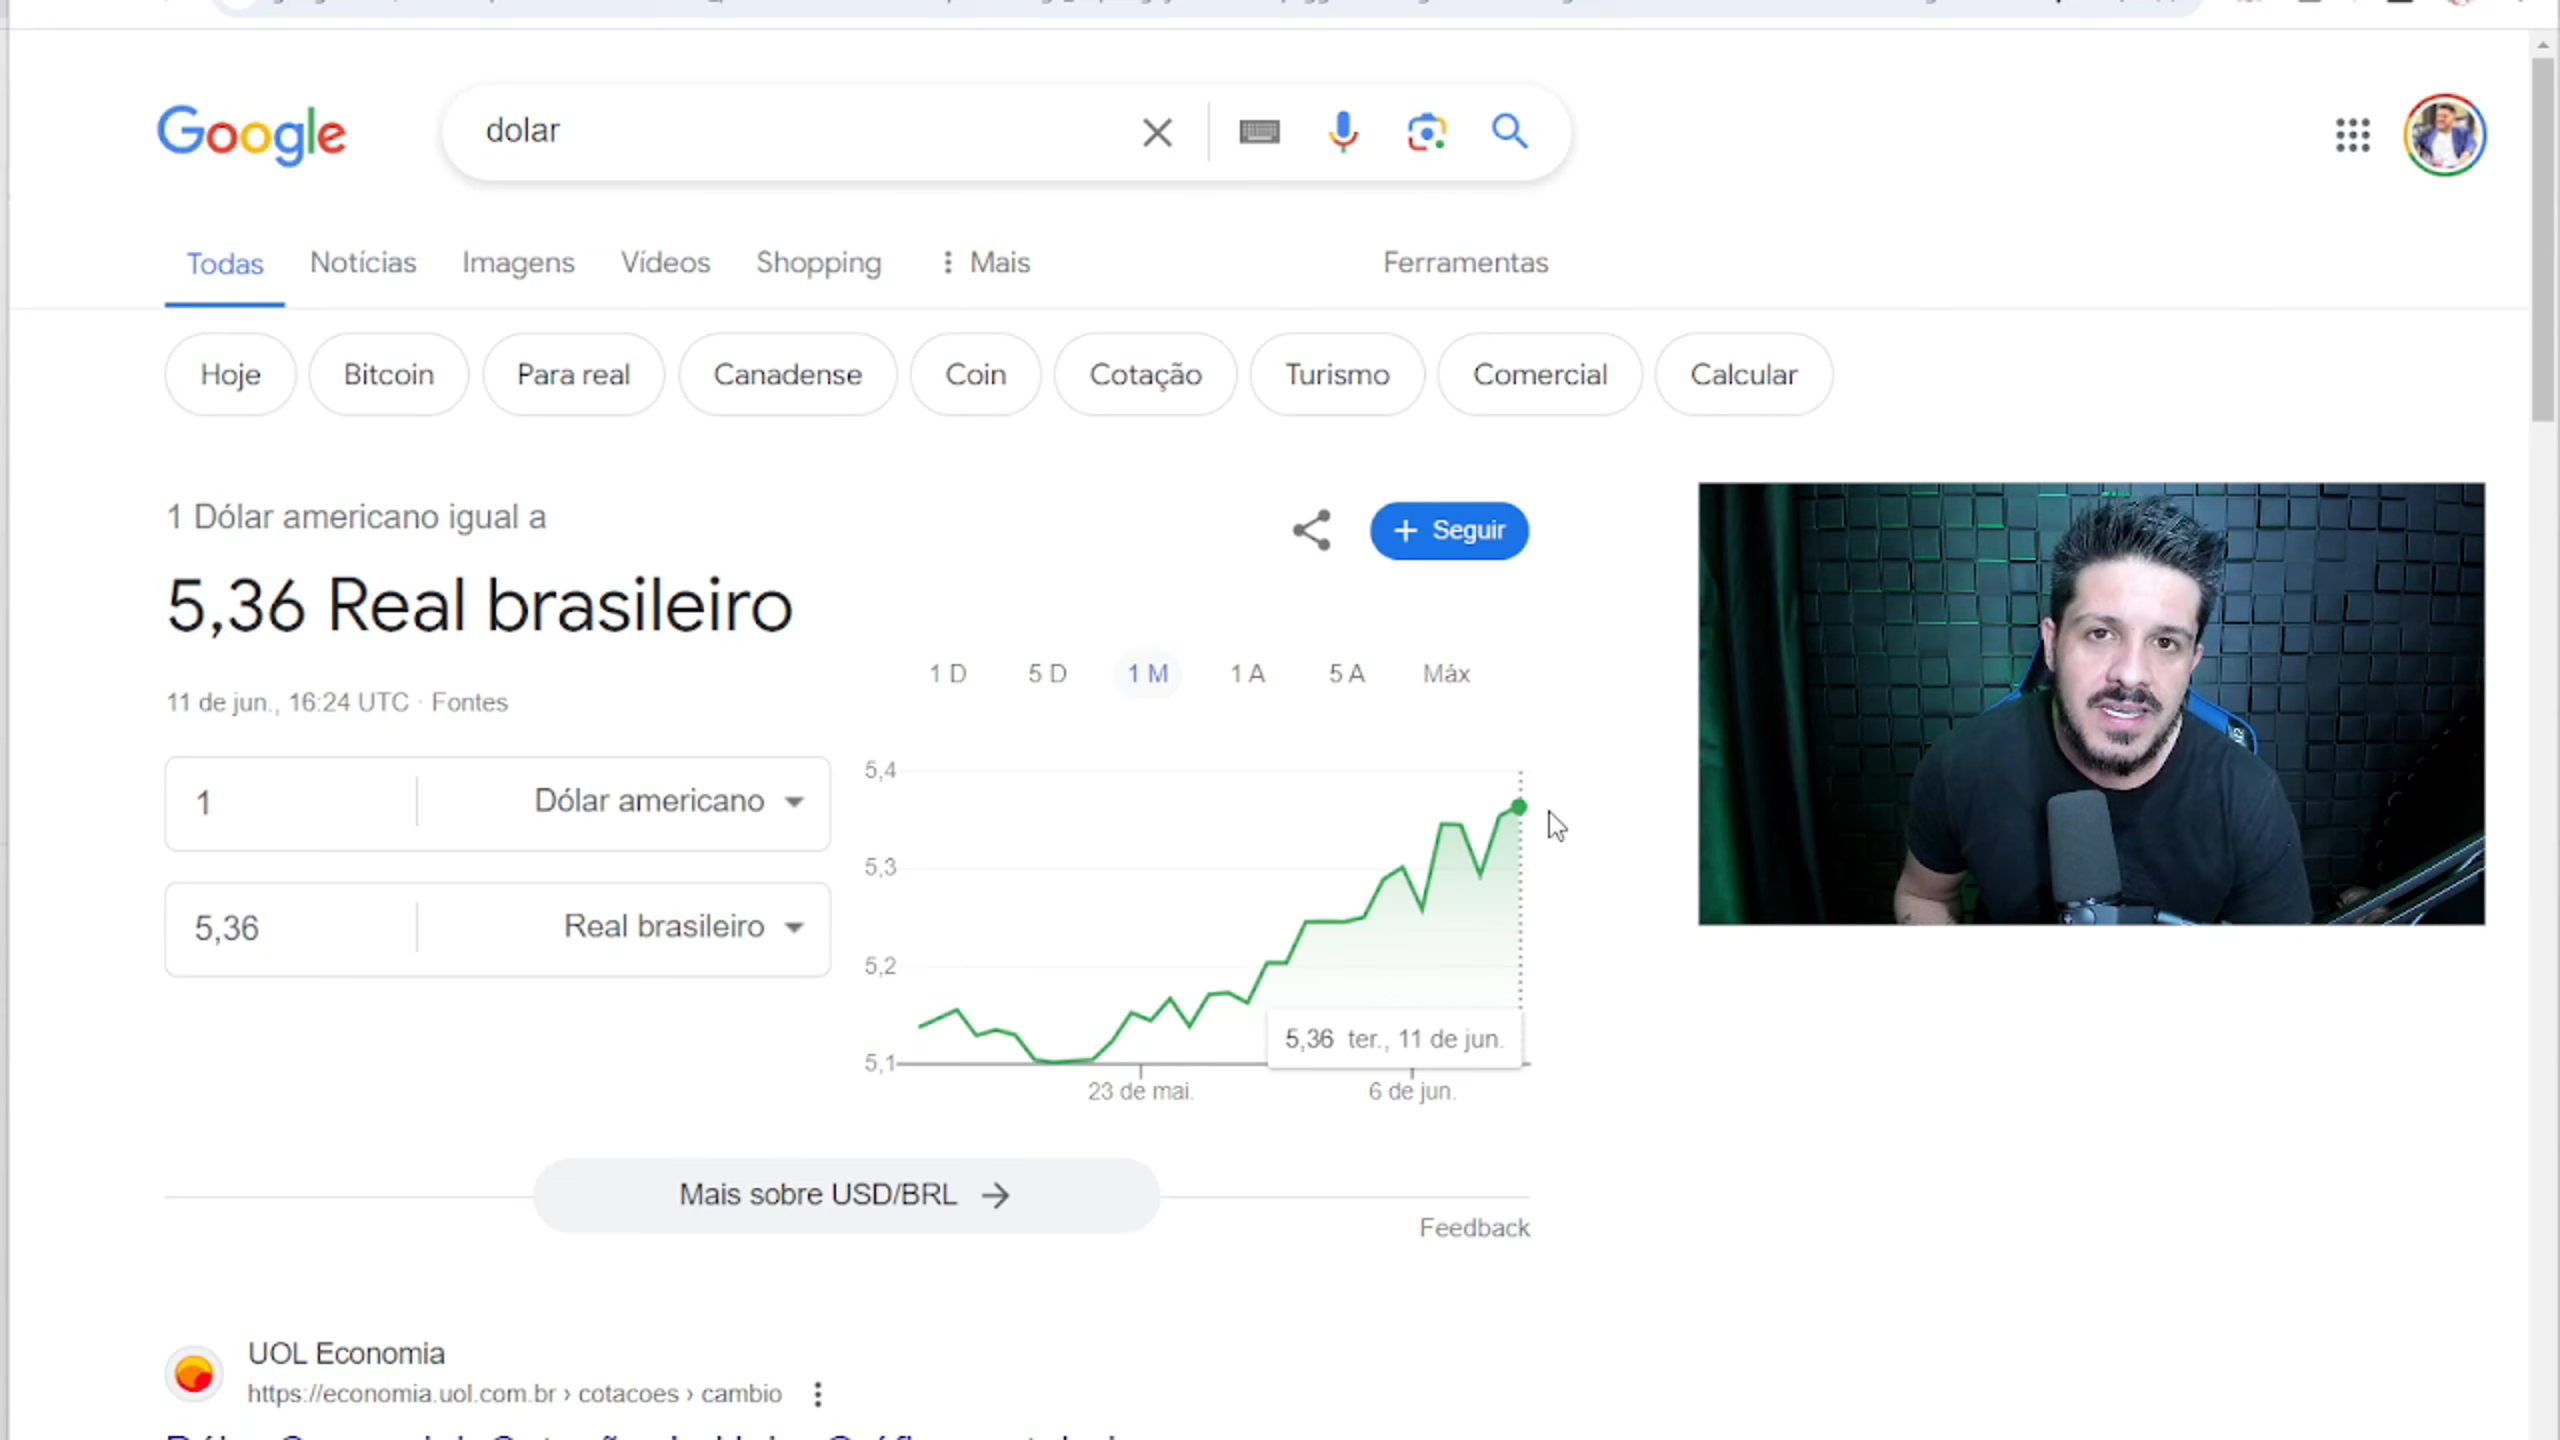 Google
dolar
Todas Notícias Imagens Vídeos Shopping Mais Ferramentas
Hoje Bitcoin Para real Canadense Coin Cotação Turismo Comercial Calcular
1 Dólar americano igual a
+ Seguir
5,36 Real brasileiro
1 D 5 D 1 M 1 A 5 A Máx
11 de jun., 16:24 UTC · Fontes
1 Dólar americano
5,36 Real brasileiro
5,4
5,3
5,2
5,1
5,36 ter., 11 de jun.
23 de mai. 6 de jun.
Mais sobre USD/BRL →
Feedback
UOL Economia
https://economia.uol.com.br › cotacoes › cambio